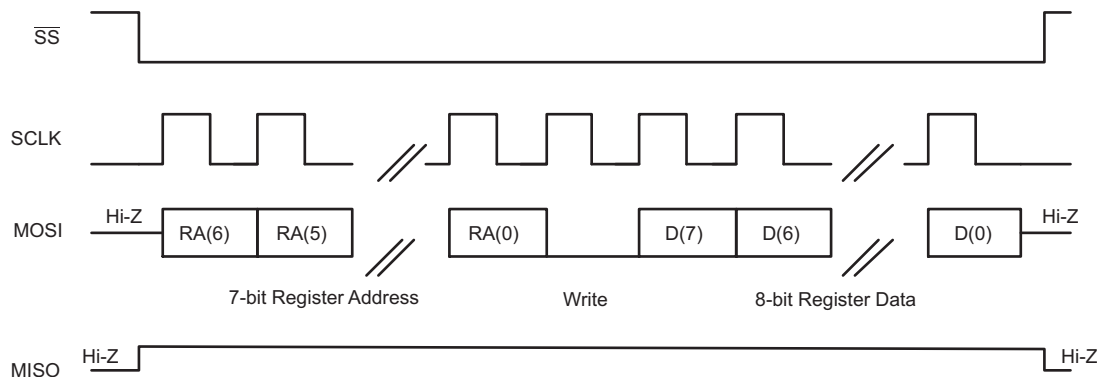 SS
SCLK
MOSI Hi-Z RA(6) RA(5) RA(0) D(7) D(6) D(0) Hi-Z
7-bit Register Address Write 8-bit Register Data
MISO Hi-Z Hi-Z